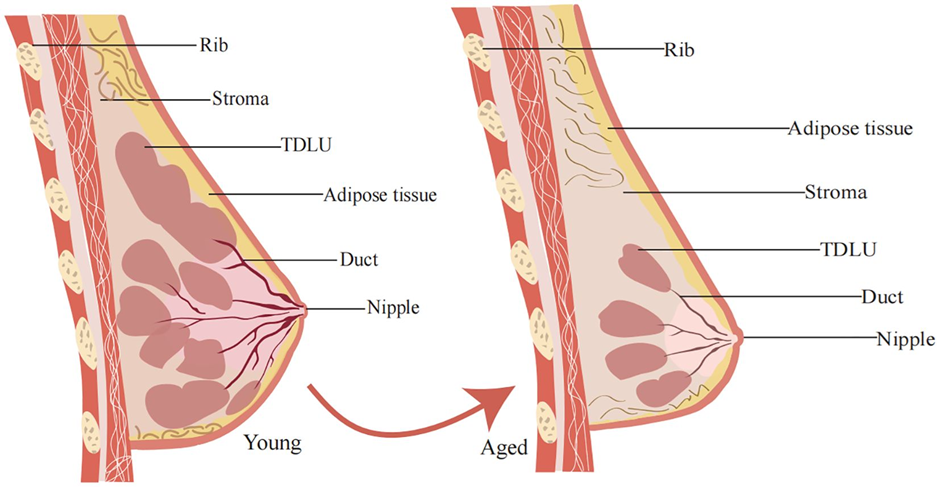 Rib
Stroma
TDLU
Adipose tissue
Duct
Nipple
Young
Rib
Adipose tissue
Stroma
TDLU
Duct
Nipple
Aged